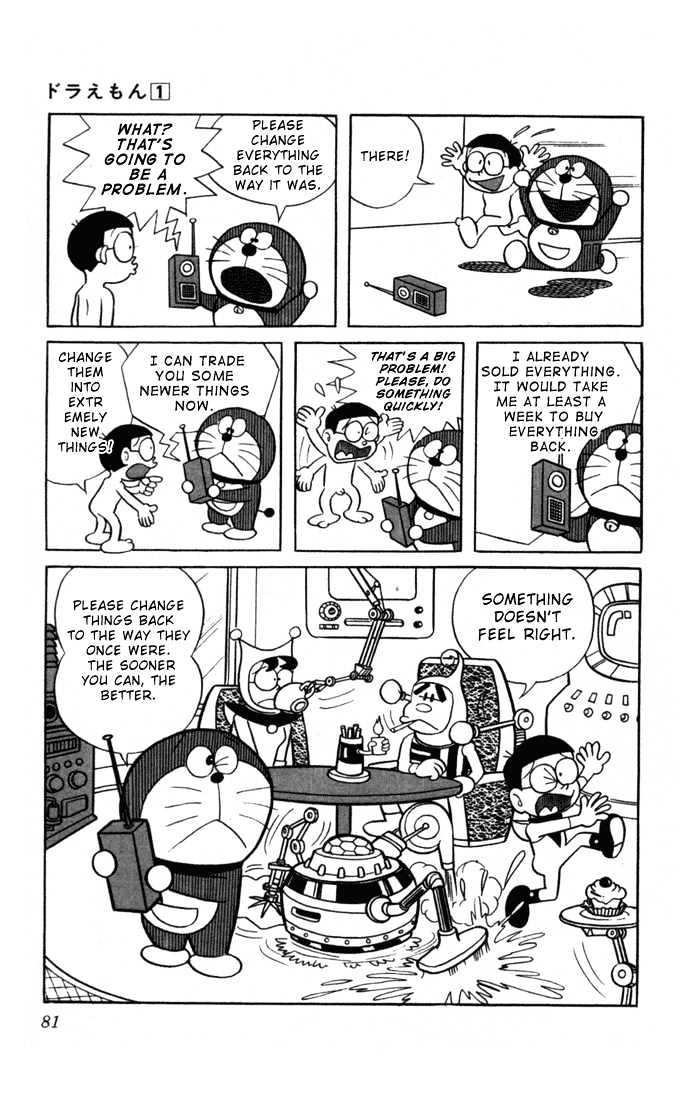 ドラえもん 1
THERE!
PLEASE
CHANGE
EVERYTHING
BACK TO THE
WAY IT WAS.
WHAT?
THAT'S
GOING TO
BE A
PROBLEM.
I ALREADY
SOLD EVERYTHING.
IT WOULD TAKE
ME AT LEAST A
WEEK TO BUY
EVERYTHING
BACK.
THAT'S A BIG
PROBLEM!
PLEASE, DO
SOMETHING
QUICKLY!
I CAN TRADE
YOU SOME
NEWER THINGS
NOW.
CHANGE
THEM
INTO
EXTR
EMELY
NEW
THINGS!
SOMETHING
DOESN'T
FEEL RIGHT.
PLEASE CHANGE
THINGS BACK
TO THE WAY THEY
ONCE WERE.
THE SOONER
YOU CAN, THE
BETTER.
81